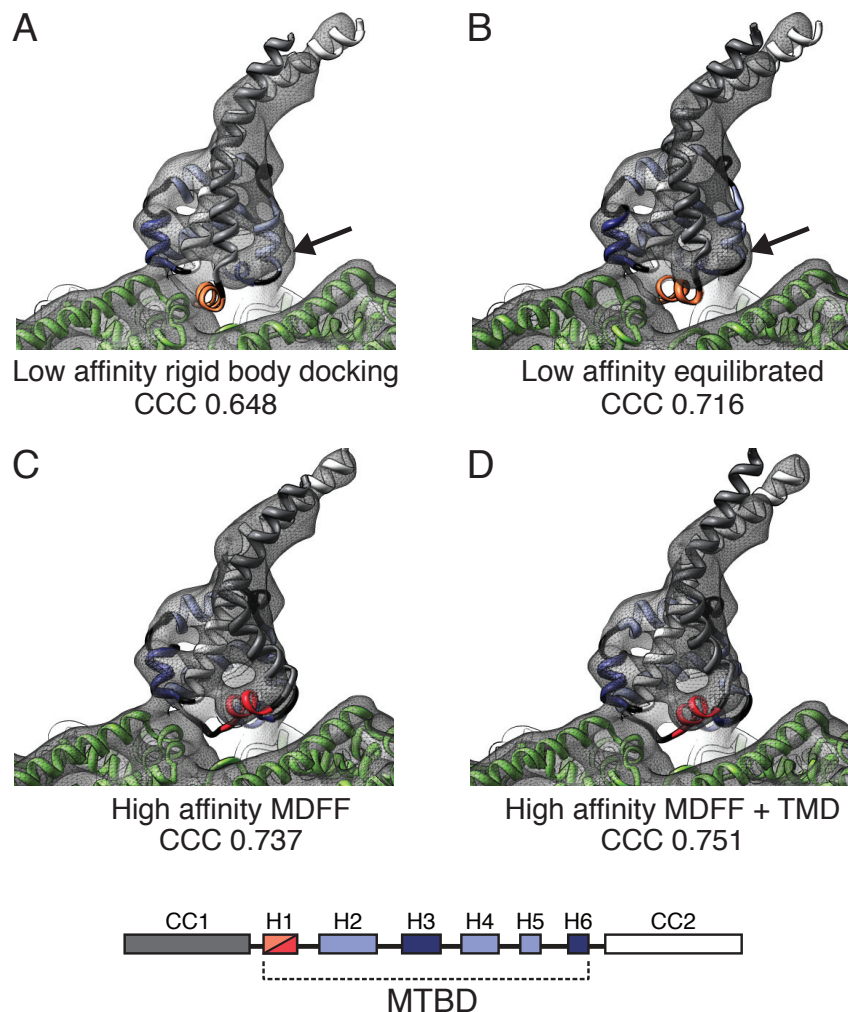 A
B
Low affinity rigid body docking
CCC 0.648
Low affinity equilibrated
CCC 0.716
C
D
High affinity MDFF
CCC 0.737
High affinity MDFF + TMD
CCC 0.751
CC1 H1 H2 H3 H4 H5 H6 CC2
MTBD